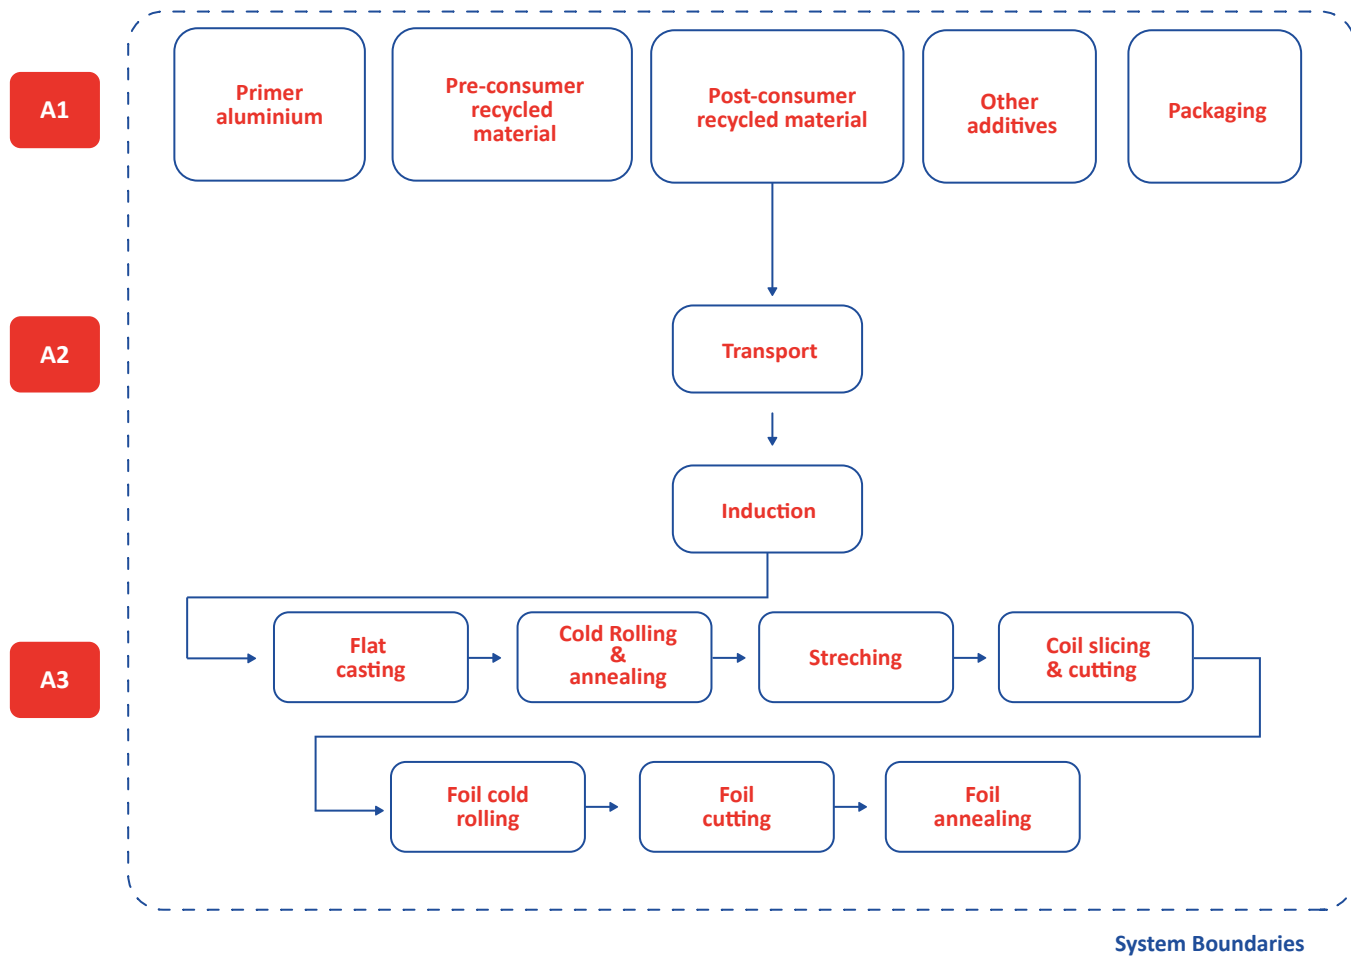 A1
Primer
aluminium
Pre-consumer
recycled
material
Post-consumer
recycled material
Other
additives
Packaging
A2
Transport
Induction
A3
Flat
casting
Cold Rolling
&
annealing
Streching
Coil slicing
& cutting
Foil cold
rolling
Foil
cutting
Foil
annealing
System Boundaries